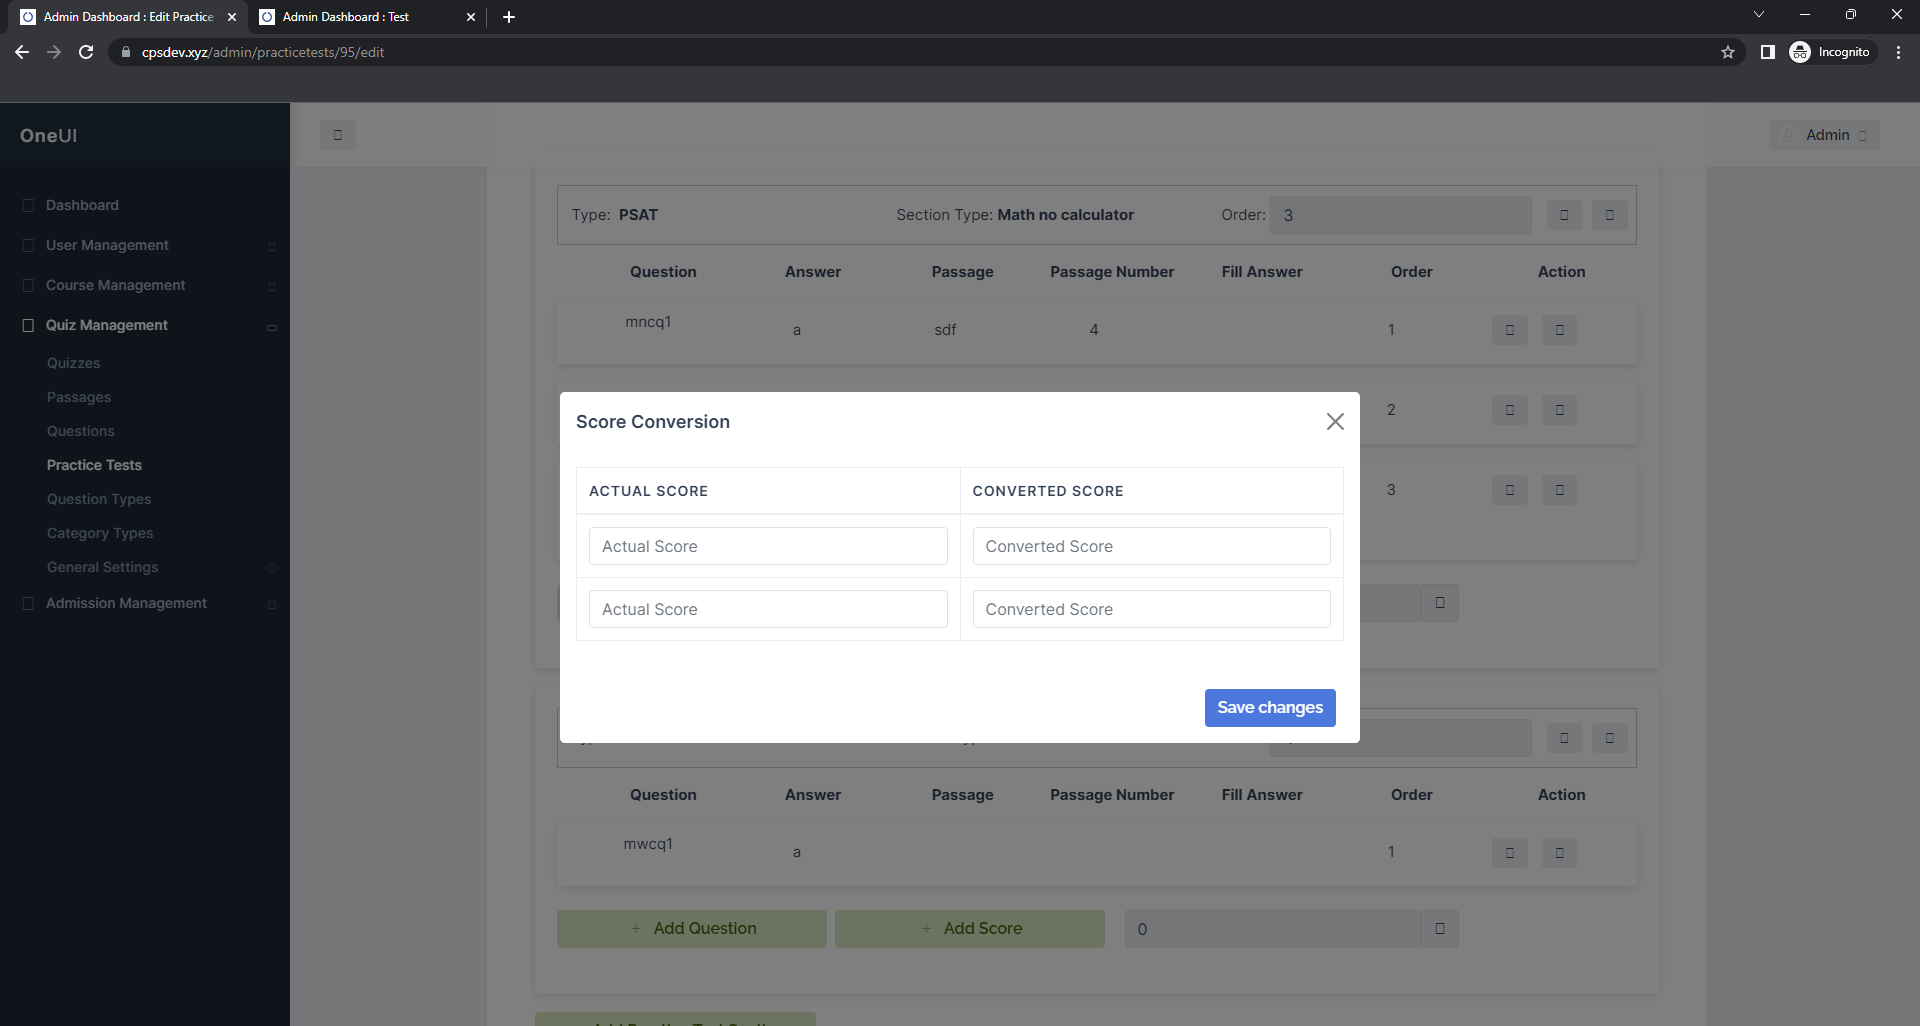 Admin Dashboard : Edit Practice
Admin Dashboard : Test
cpsdev.xyz/admin/practicetests/95/edit
Incognito
OneUI
Admin
Dashboard
User Management
Course Management
Quiz Management
Quizzes
Passages
Questions
Practice Tests
Question Types
Category Types
General Settings
Admission Management
Type: PSAT Section Type: Math no calculator Order: 3
Question Answer Passage Passage Number Fill Answer Order Action
mncq1 a sdf 4 1
2
3
Score Conversion
ACTUAL SCORE CONVERTED SCORE
Actual Score Converted Score
Actual Score Converted Score
Save changes
Question Answer Passage Passage Number Fill Answer Order Action
mwcq1 a 1
+ Add Question + Add Score 0